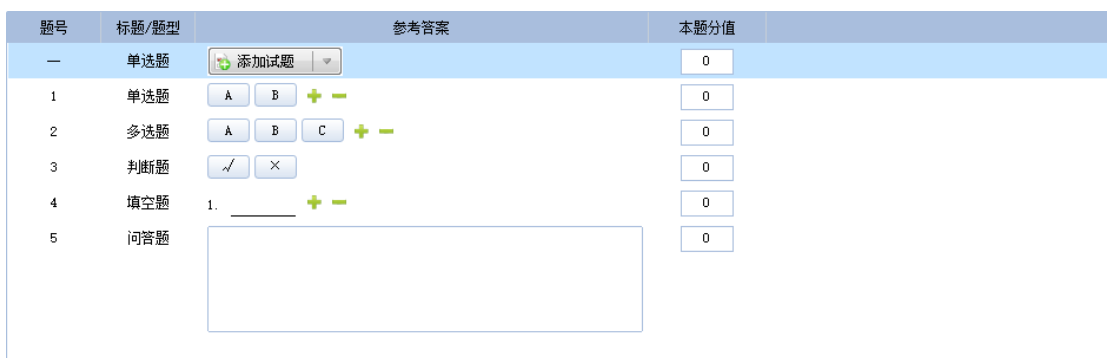 题号 标题/题型 参考答案 本题分值
一 单选题 添加试题 0
1 单选题 A B 0
2 多选题 A B C 0
3 判断题 √ × 0
4 填空题 1. ________ 0
5 问答题 0